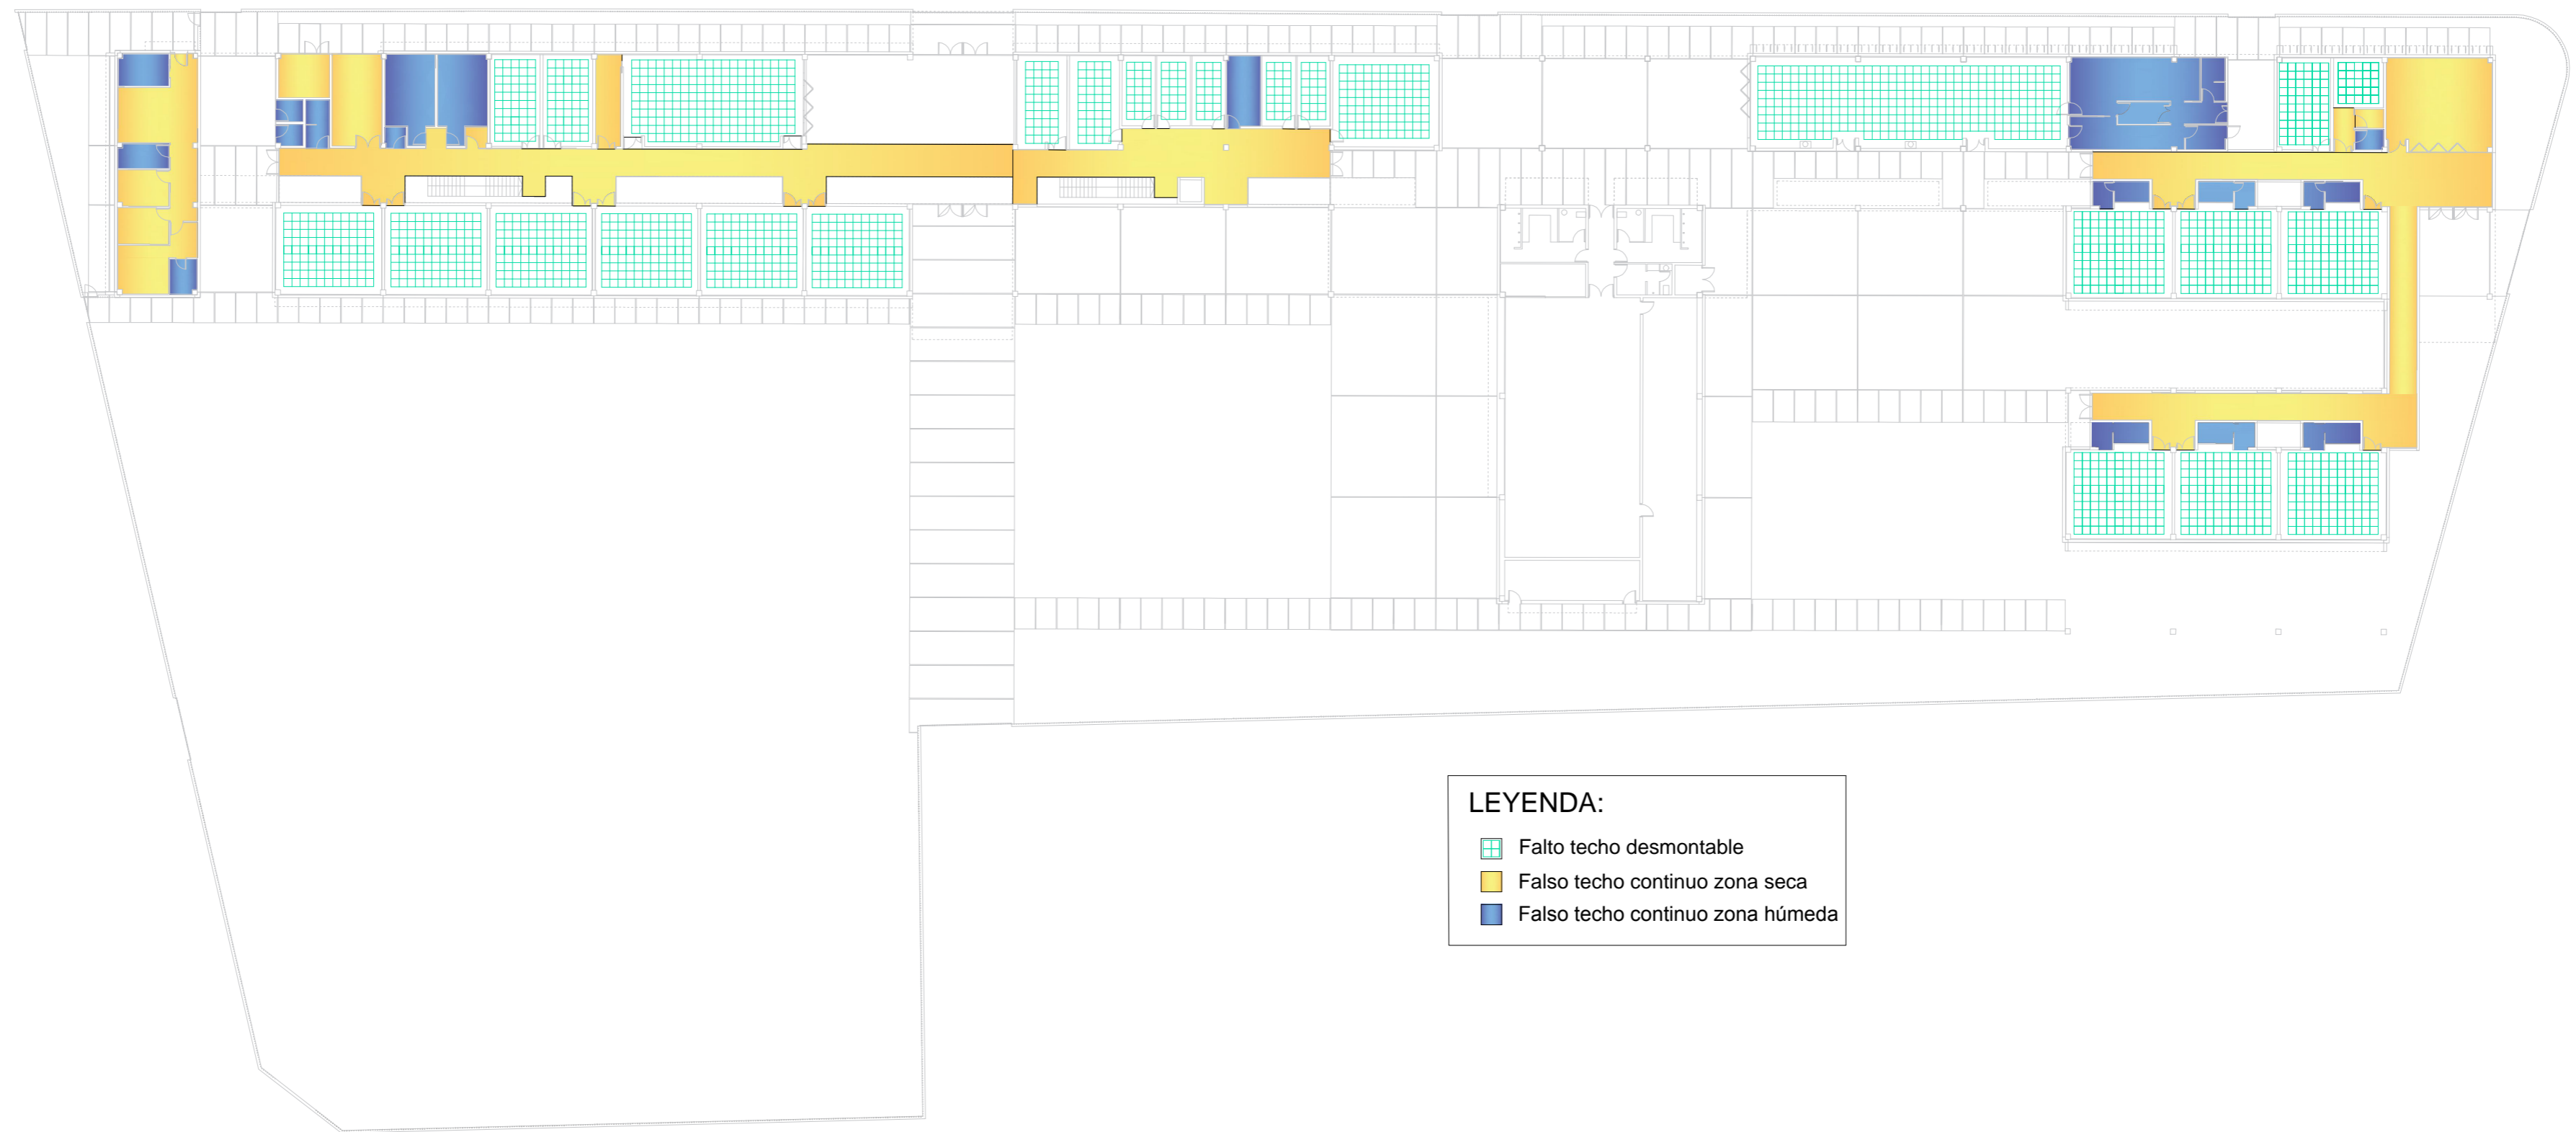 LEYENDA:
Falto techo desmontable
Falso techo continuo zona seca
Falso techo continuo zona húmeda